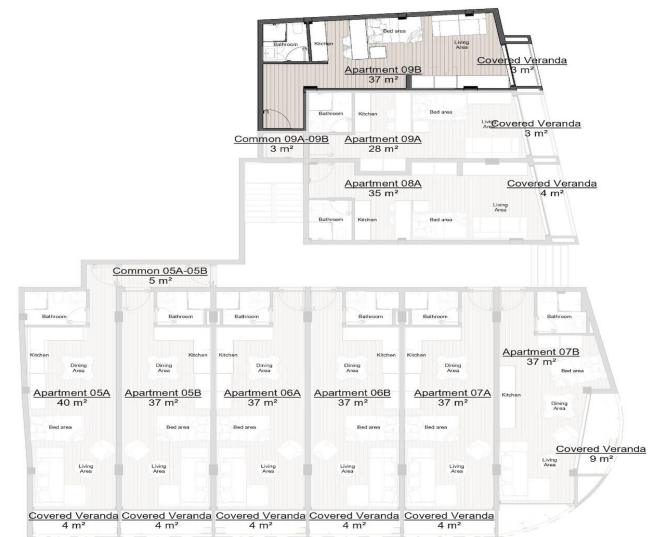 Bathroom
Kitchen
Bed area
Living
Area
Apartment 09B
37 m²
Covered Veranda
3 m²
Bathroom
Kitchen
Bed area
Living
Area
Covered Veranda
3 m²
Common 09A-09B
3 m²
Apartment 09A
28 m²
Apartment 08A
35 m²
Covered Veranda
4 m²
Bathroom
Kitchen
Bed area
Living
Area
Common 05A-05B
5 m²
Bathroom
Bathroom
Bathroom
Bathroom
Bathroom
Bathroom
Kitchen
Dining
Area
Apartment 05A
40 m²
Bed area
Living
Area
Covered Veranda
4 m²
Dining
Area
Kitchen
Apartment 05B
37 m²
Bed area
Living
Area
Covered Veranda
4 m²
Kitchen
Dining
Area
Apartment 06A
37 m²
Bed area
Living
Area
Covered Veranda
4 m²
Dining
Area
Kitchen
Apartment 06B
37 m²
Bed area
Living
Area
Covered Veranda
4 m²
Kitchen
Dining
Area
Apartment 07A
37 m²
Bed area
Living
Area
Covered Veranda
4 m²
Apartment 07B
37 m²
Bed area
Kitchen
Dining
Area
Living
Area
Covered Veranda
9 m²